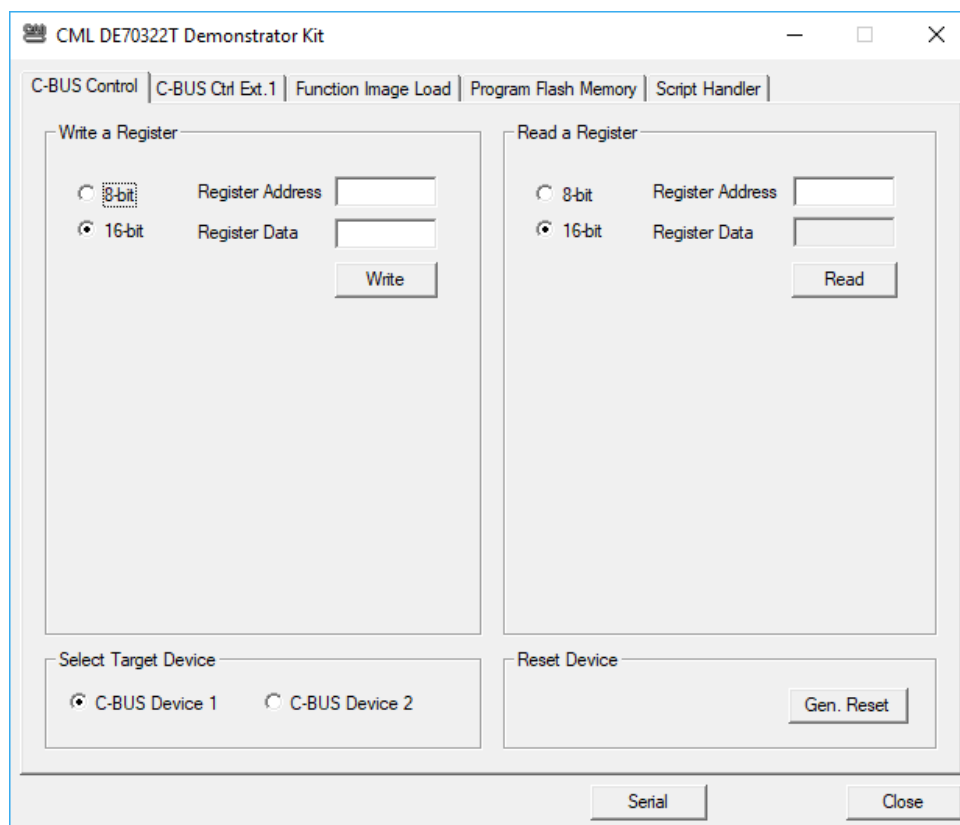 CML DE70322T Demonstrator Kit
C-BUS Control C-BUS Ctrl Ext.1 Function Image Load Program Flash Memory Script Handler
Write a Register
8-bit Register Address
16-bit Register Data
Write
Read a Register
8-bit Register Address
16-bit Register Data
Read
Select Target Device
C-BUS Device 1 C-BUS Device 2
Reset Device
Gen. Reset
Serial Close